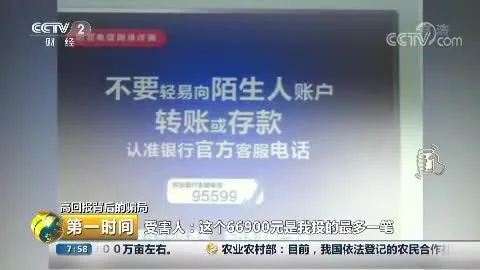 CCTV 2
财经
CCTV.com
不要轻易向陌生人账户
转账或存款
认准银行官方客服电话
95599
高回报背后的骗局
第一时间
受害人：这个66900元是我投的最多一笔
7:58
00万亩左右。
农业农村部：目前，我国依法登记的农民合作社